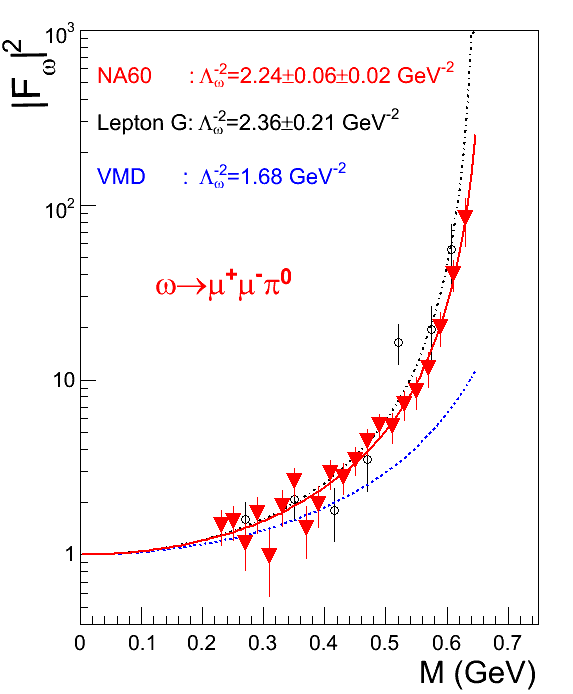 |F_ω|²
10³
10²
10
1
NA60 : Λ_ω⁻²=2.24±0.06±0.02 GeV⁻²
Lepton G: Λ_ω⁻²=2.36±0.21 GeV⁻²
VMD : Λ_ω⁻²=1.68 GeV⁻²
ω→μ⁺μ⁻π⁰
0 0.1 0.2 0.3 0.4 0.5 0.6 0.7
M (GeV)